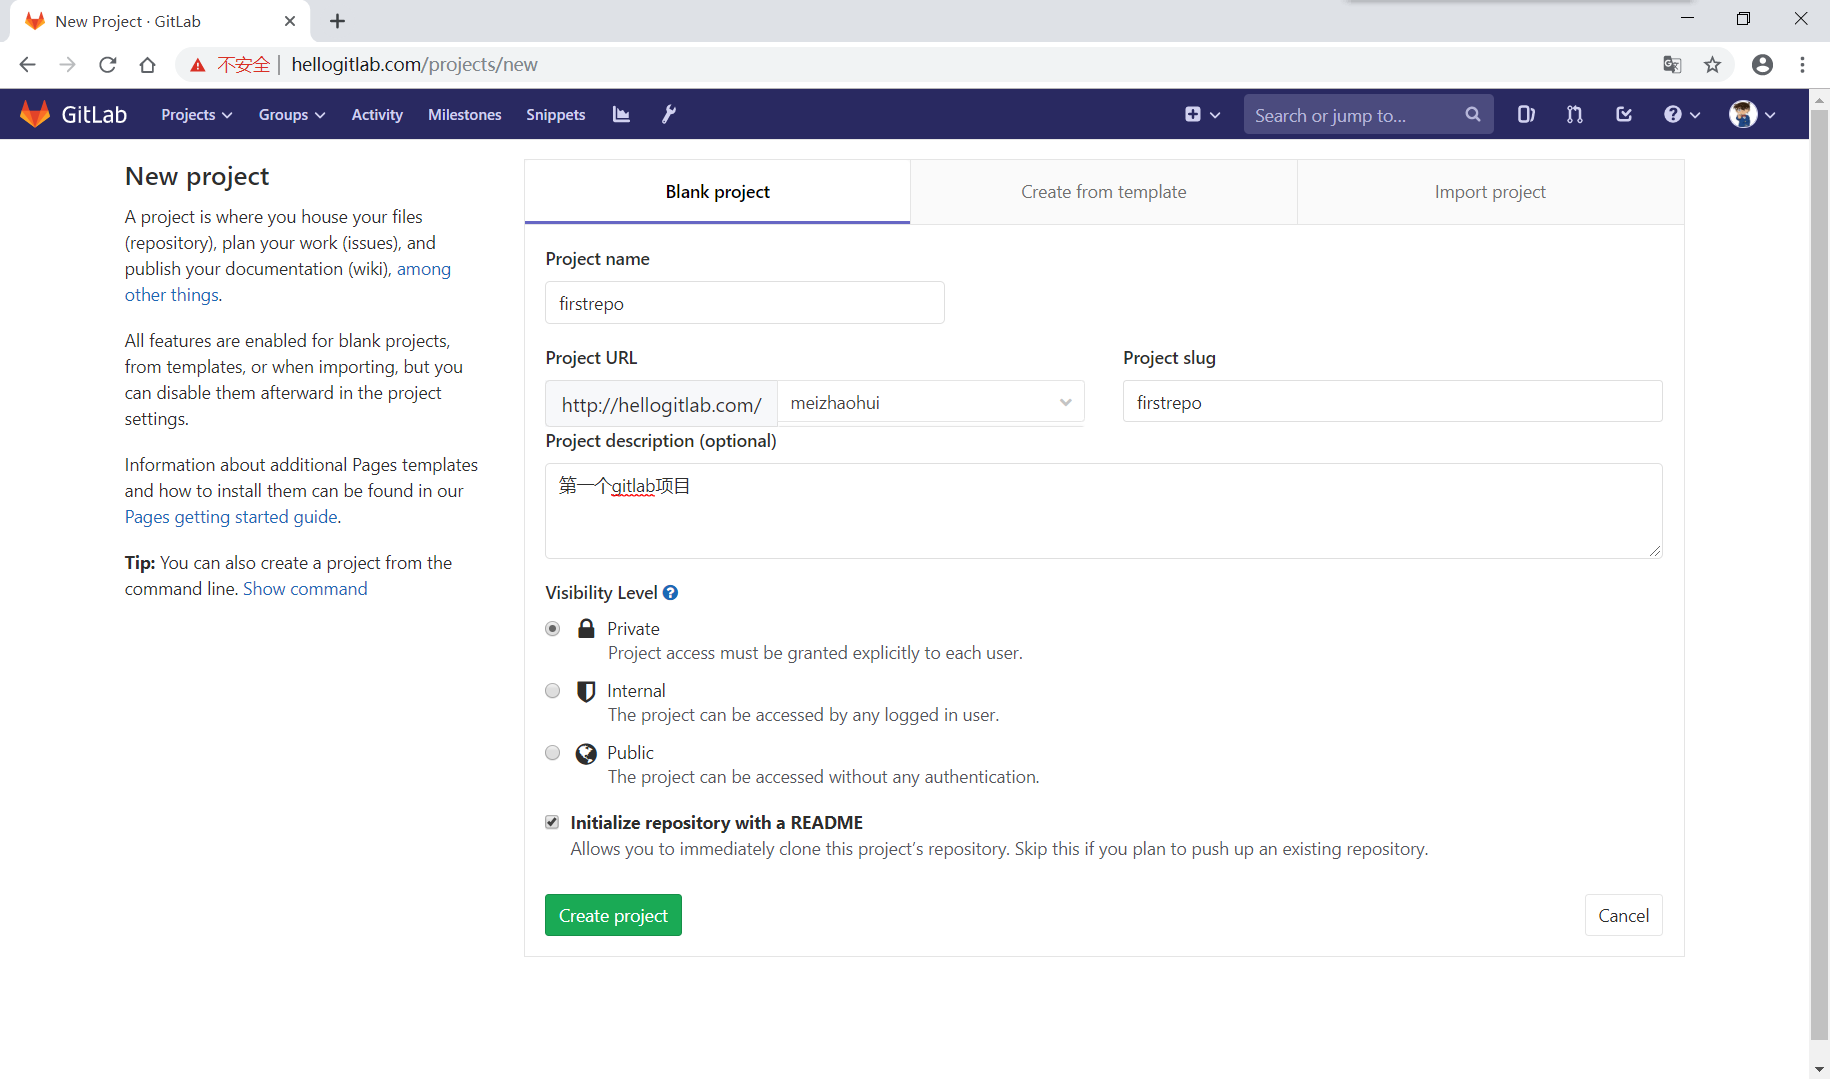 New Project · GitLab
不安全 | hellogitlab.com/projects/new
GitLab Projects Groups Activity Milestones Snippets Search or jump to...
New project
A project is where you house your files
(repository), plan your work (issues), and
publish your documentation (wiki), among
other things.
All features are enabled for blank projects,
from templates, or when importing, but you
can disable them afterward in the project
settings.
Information about additional Pages templates
and how to install them can be found in our
Pages getting started guide.
Tip: You can also create a project from the
command line. Show command
Blank project Create from template Import project
Project name
firstrepo
Project URL Project slug
http://hellogitlab.com/ meizhaohui firstrepo
Project description (optional)
第一个gitlab项目
Visibility Level
Private
Project access must be granted explicitly to each user.
Internal
The project can be accessed by any logged in user.
Public
The project can be accessed without any authentication.
Initialize repository with a README
Allows you to immediately clone this project’s repository. Skip this if you plan to push up an existing repository.
Create project Cancel